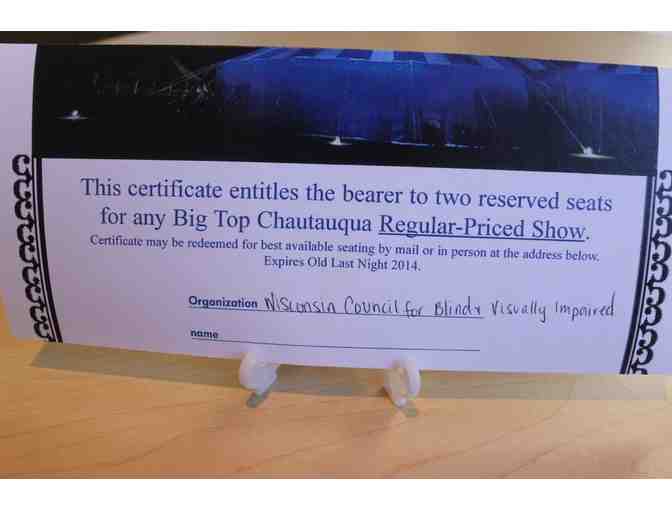 This certificate entitles the bearer to two reserved seats
for any Big Top Chautauqua Regular-Priced Show.
Certificate may be redeemed for best available seating by mail or in person at the address below.
Expires Old Last Night 2014.
Organization Wisconsin Council for Blind & Visually Impaired
name